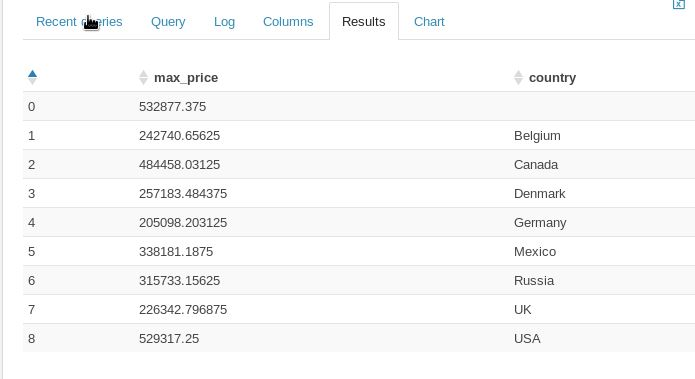 Recent queries Query Log Columns Results Chart
max_price country
0 532877.375
1 242740.65625 Belgium
2 484458.03125 Canada
3 257183.484375 Denmark
4 205098.203125 Germany
5 338181.1875 Mexico
6 315733.15625 Russia
7 226342.796875 UK
8 529317.25 USA